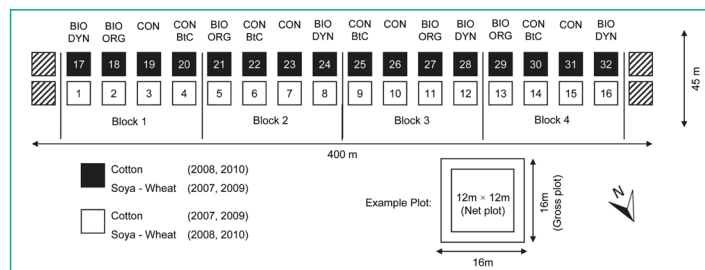 BIO DYN BIO ORG CON CON BtC BIO ORG CON BtC CON BIO DYN CON BtC CON BIO ORG BIO DYN BIO ORG CON BtC CON BIO DYN
17 18 19 20 21 22 23 24 25 26 27 28 29 30 31 32
1 2 3 4 5 6 7 8 9 10 11 12 13 14 15 16
Block 1 Block 2 Block 3 Block 4
45 m
400 m
Cotton (2008, 2010)
Soya - Wheat (2007, 2009)
Cotton (2007, 2009)
Soya - Wheat (2008, 2010)
Example Plot:
12m × 12m
(Net plot)
16m
(Gross plot)
16m
N